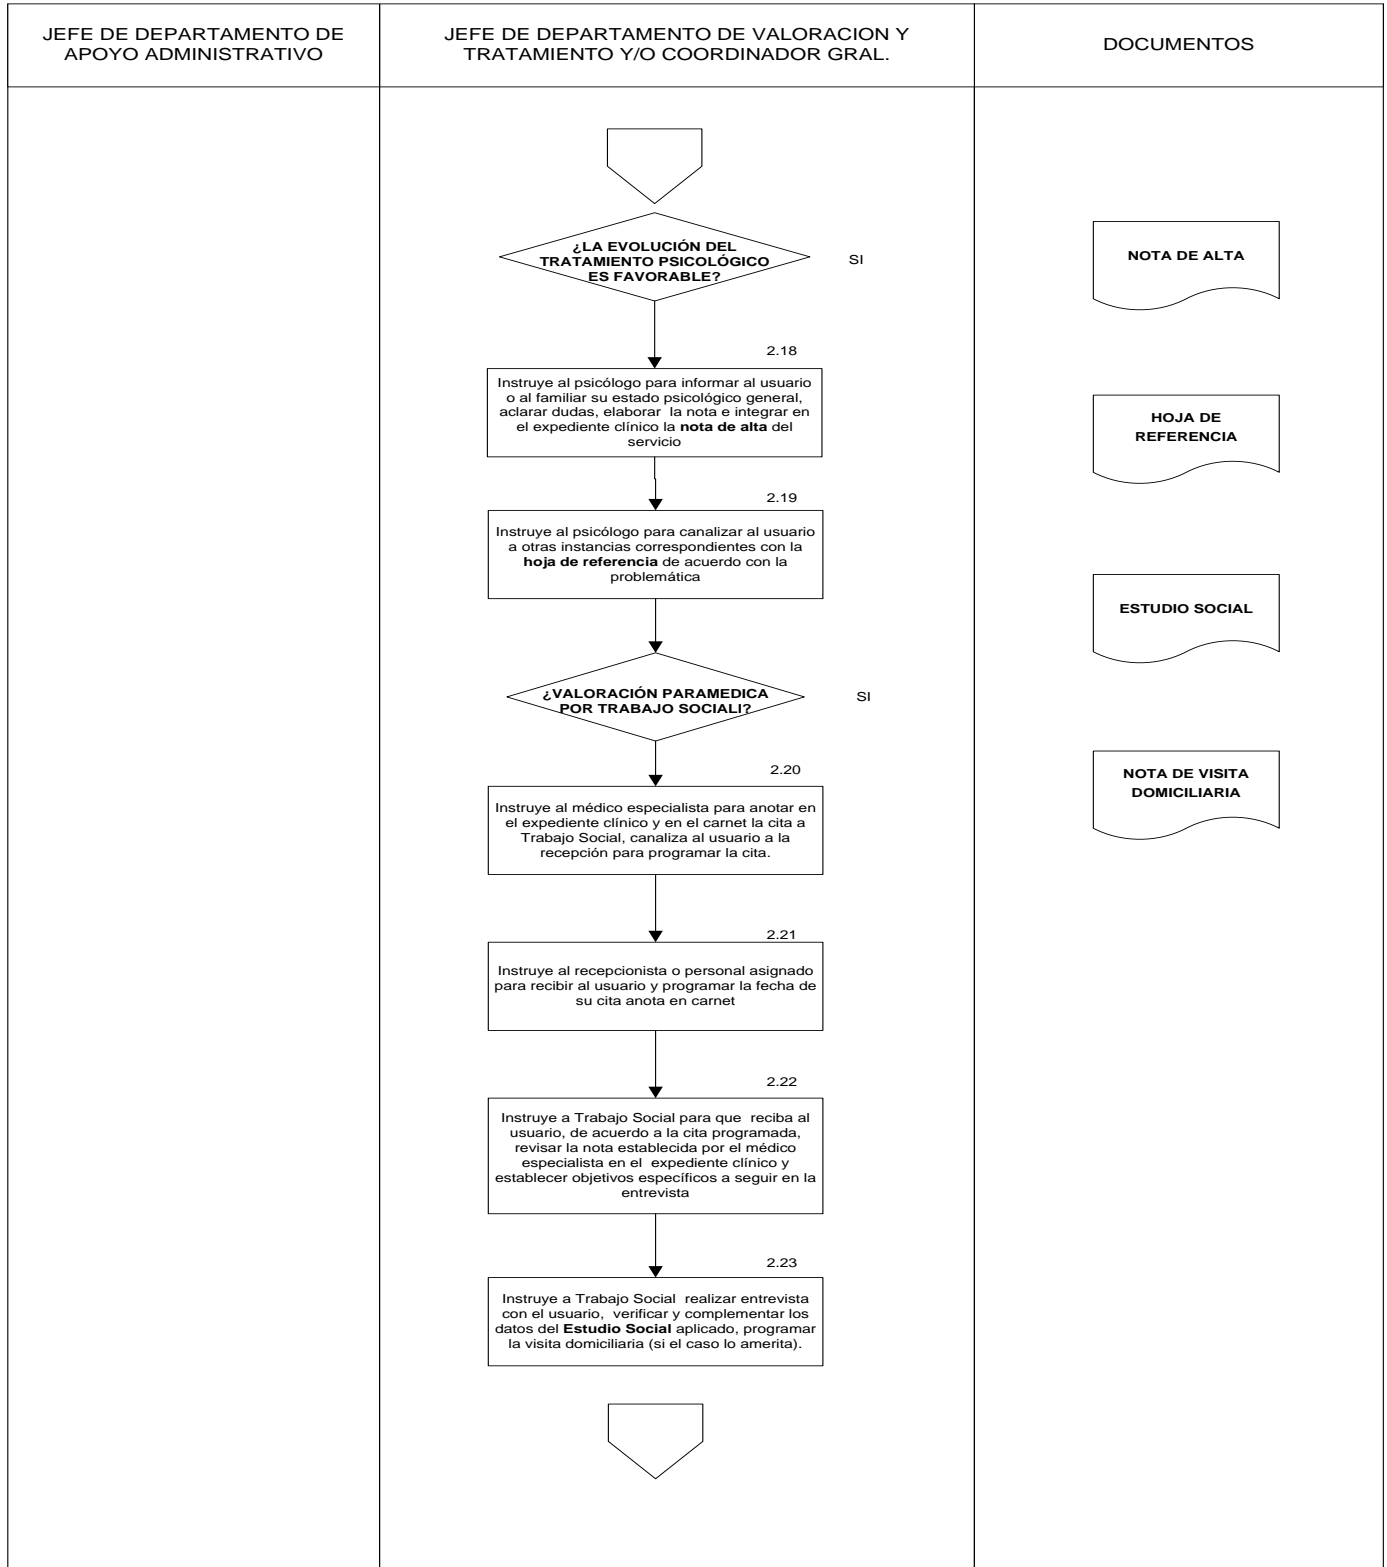 JEFE DE DEPARTAMENTO DE
APOYO ADMINISTRATIVO
JEFE DE DEPARTAMENTO DE VALORACION Y
TRATAMIENTO Y/O COORDINADOR GRAL.
DOCUMENTOS
¿LA EVOLUCIÓN DEL
TRATAMIENTO PSICOLÓGICO
ES FAVORABLE?
SI
2.18
Instruye al psicólogo para informar al usuario
o al familiar su estado psicológico general,
aclarar dudas, elaborar la nota e integrar en
el expediente clínico la nota de alta del
servicio
2.19
Instruye al psicólogo para canalizar al usuario
a otras instancias correspondientes con la
hoja de referencia de acuerdo con la
problemática
¿VALORACIÓN PARAMEDICA
POR TRABAJO SOCIALI?
SI
2.20
Instruye al médico especialista para anotar en
el expediente clínico y en el carnet la cita a
Trabajo Social, canaliza al usuario a la
recepción para programar la cita.
2.21
Instruye al recepcionista o personal asignado
para recibir al usuario y programar la fecha de
su cita anota en carnet
2.22
Instruye a Trabajo Social para que reciba al
usuario, de acuerdo a la cita programada,
revisar la nota establecida por el médico
especialista en el expediente clínico y
establecer objetivos específicos a seguir en la
entrevista
2.23
Instruye a Trabajo Social realizar entrevista
con el usuario, verificar y complementar los
datos del Estudio Social aplicado, programar
la visita domiciliaria (si el caso lo amerita).
NOTA DE ALTA
HOJA DE
REFERENCIA
ESTUDIO SOCIAL
NOTA DE VISITA
DOMICILIARIA